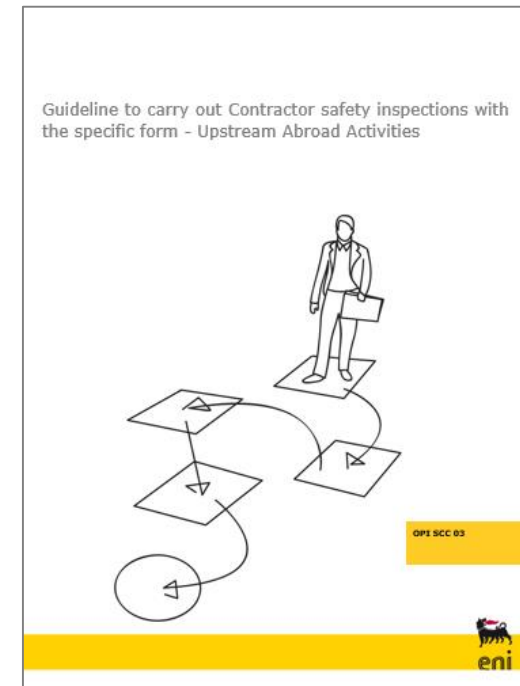 Guideline to carry out Contractor safety inspections with
the specific form - Upstream Abroad Activities
OPI SCC 03
eni